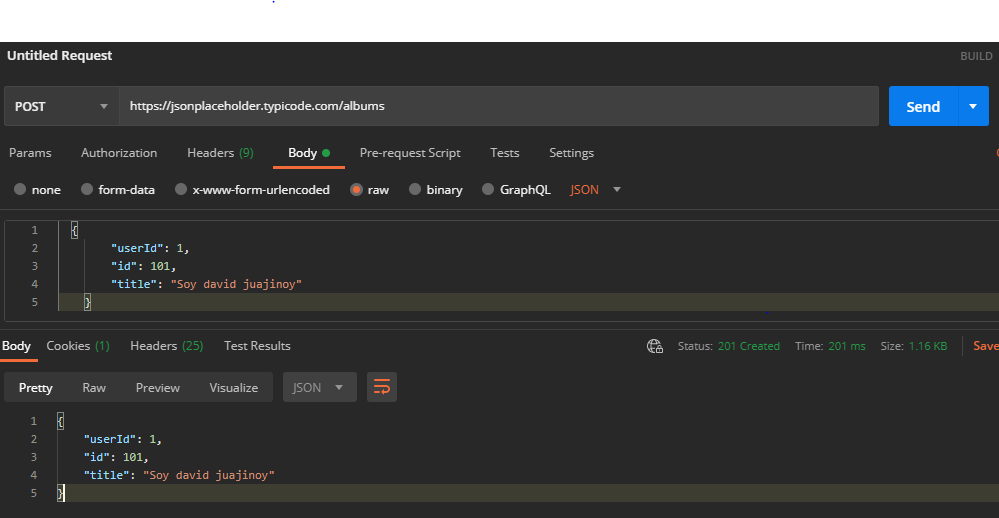 Untitled Request BUILD
POST https://jsonplaceholder.typicode.com/albums Send
Params Authorization Headers (9) Body Pre-request Script Tests Settings
none form-data x-www-form-urlencoded raw binary GraphQL JSON
1 {
2 "userId": 1,
3 "id": 101,
4 "title": "Soy david juajinoy"
5 }
Body Cookies (1) Headers (25) Test Results Status: 201 Created Time: 201 ms Size: 1.16 KB Save
Pretty Raw Preview Visualize JSON
1 {
2 "userId": 1,
3 "id": 101,
4 "title": "Soy david juajinoy"
5 }